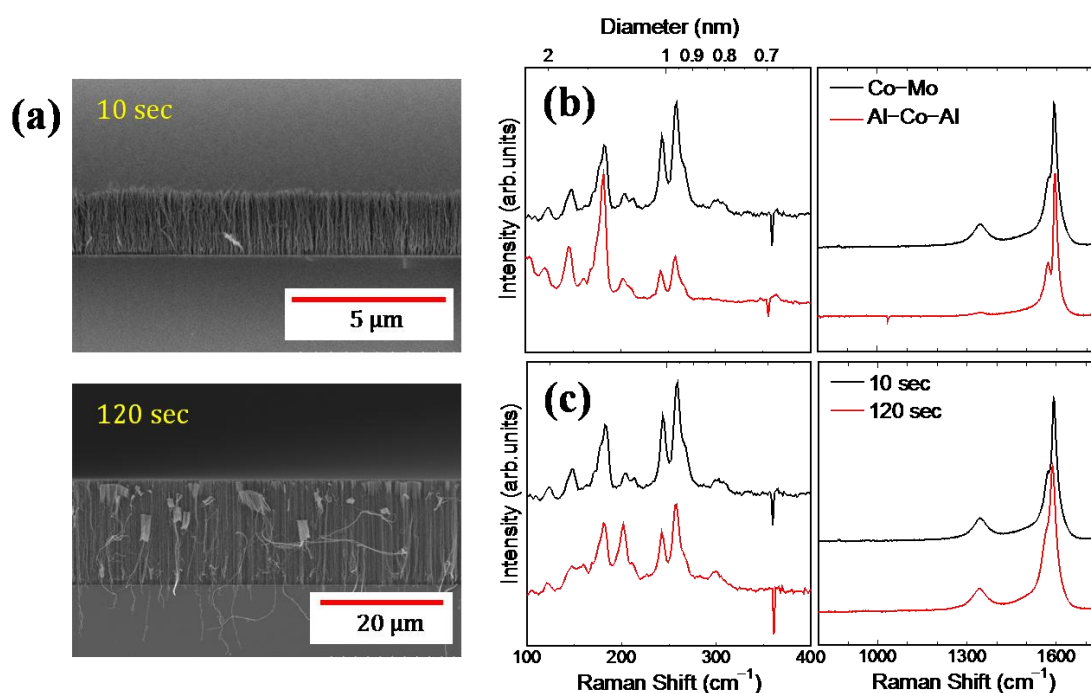 (a)
10 sec
5 μm
120 sec
20 μm
Diameter (nm)
2 1 0.9 0.8 0.7
(b)
Co−Mo
Al−Co−Al
Intensity (arb.units)
(c)
10 sec
120 sec
Intensity (arb.units)
100 200 300 400
1000 1300 1600
Raman Shift (cm⁻¹)
Raman Shift (cm⁻¹)